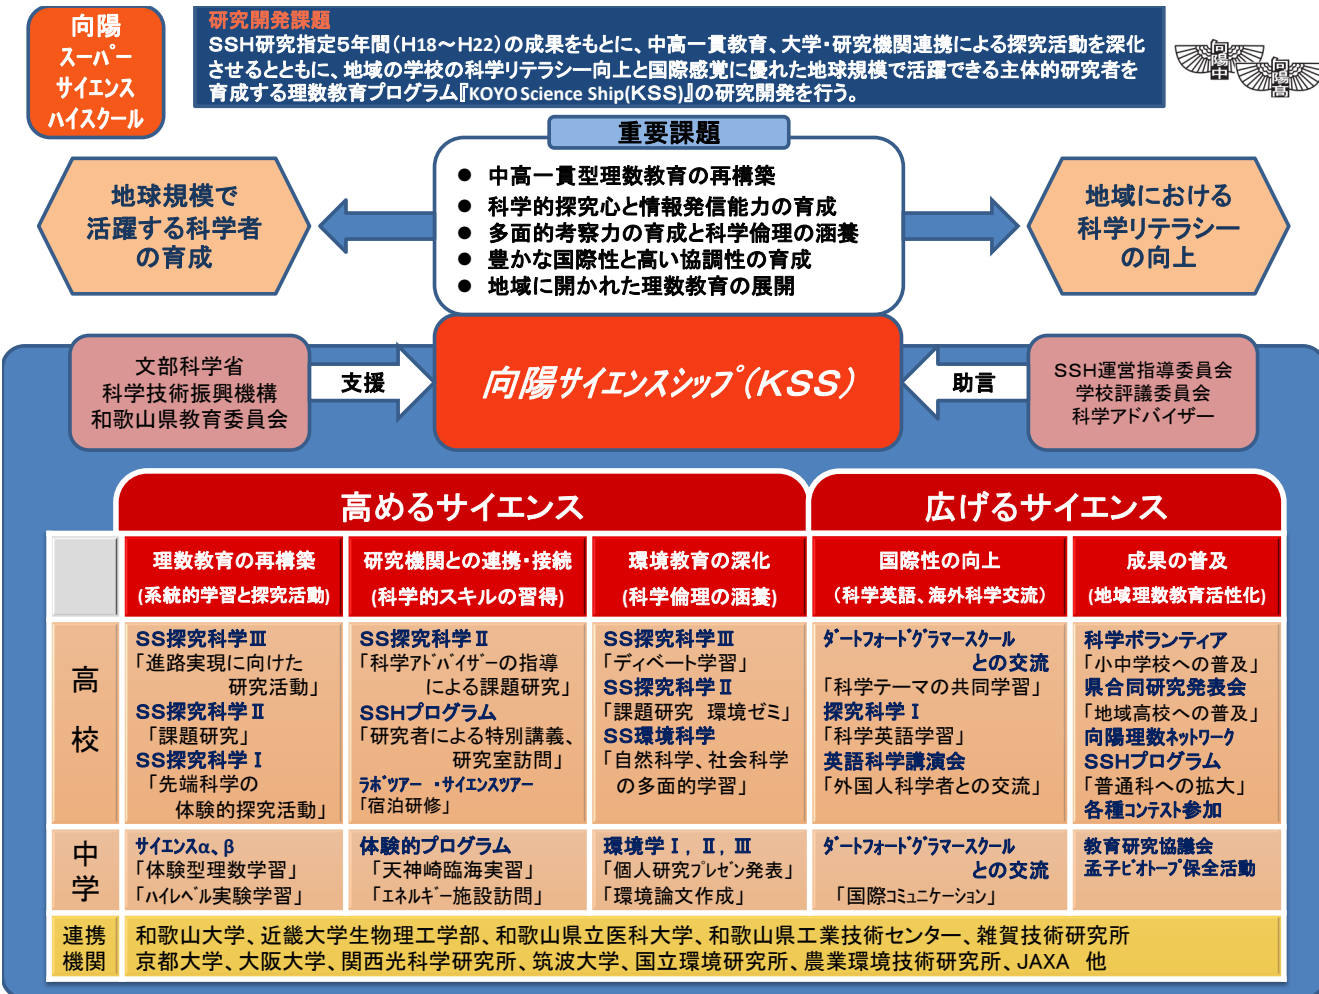 向陽
スーパー
サイエンス
ハイスクール
研究開発課題
SSH研究指定5年間(H18～H22)の成果をもとに、中高一貫教育、大学・研究機関連携による探究活動を深化
させるとともに、地域の学校の科学リテラシー向上と国際感覚に優れた地球規模で活躍できる主体的研究者を
育成する理数教育プログラム『KOYO Science Ship(KSS)』の研究開発を行う。
向陽中
向陽高
重要課題
● 中高一貫型理数教育の再構築
● 科学的探究心と情報発信能力の育成
● 多面的考察力の育成と科学倫理の涵養
● 豊かな国際性と高い協調性の育成
● 地域に開かれた理数教育の展開
地球規模で
活躍する科学者
の育成
地域における
科学リテラシー
の向上
文部科学省
科学技術振興機構
和歌山県教育委員会
支援
向陽サイエンスシップ(KSS)
助言
SSH運営指導委員会
学校評議委員会
科学アドバイザー
高めるサイエンス
広げるサイエンス
理数教育の再構築
(系統的学習と探究活動)
研究機関との連携・接続
(科学的スキルの習得)
環境教育の深化
(科学倫理の涵養)
国際性の向上
(科学英語、海外科学交流)
成果の普及
(地域理数教育活性化)
高
校
SS探究科学Ⅲ
「進路実現に向けた
研究活動」
SS探究科学Ⅱ
「課題研究」
SS探究科学Ⅰ
「先端科学の
体験的探究活動」
SS探究科学Ⅱ
「科学ｱﾄﾞﾊﾞｲｻﾞｰの指導
による課題研究」
SSHプログラム
「研究者による特別講義、
研究室訪問」
ﾗﾎﾞツアー ・サイエンスツアー
「宿泊研修」
SS探究科学Ⅲ
「ディベート学習」
SS探究科学Ⅱ
「課題研究 環境ゼミ」
SS環境科学
「自然科学、社会科学
の多面的学習」
ﾀﾞｰﾄﾌｫｰﾄﾞｸﾞﾗﾏｰスクール
との交流
「科学テーマの共同学習」
探究科学Ⅰ
「科学英語学習」
英語科学講演会
「外国人科学者との交流」
科学ボランティア
「小中学校への普及」
県合同研究発表会
「地域高校への普及」
向陽理数ネットワーク
SSHプログラム
「普通科への拡大」
各種ｺﾝﾃｽﾄ参加
中
学
サイエンスα、β
「体験型理数学習」
「ﾊｲﾚﾍﾞﾙ実験学習」
体験的プログラム
「天神崎臨海実習」
「ｴﾈﾙｷﾞｰ施設訪問」
環境学Ⅰ, Ⅱ, Ⅲ
「個人研究ﾌﾟﾚｾﾞﾝ発表」
「環境論文作成」
ﾀﾞｰﾄﾌｫｰﾄﾞｸﾞﾗﾏｰスクール
との交流
「国際ｺﾐｭﾆｹｰｼｮﾝ」
教育研究協議会
孟子ﾋﾞｵﾄｰﾌﾟ保全活動
連携
機関
和歌山大学、近畿大学生物理工学部、和歌山県立医科大学、和歌山県工業技術センター、雑賀技術研究所
京都大学、大阪大学、関西光科学研究所、筑波大学、国立環境研究所、農業環境技術研究所、JAXA 他